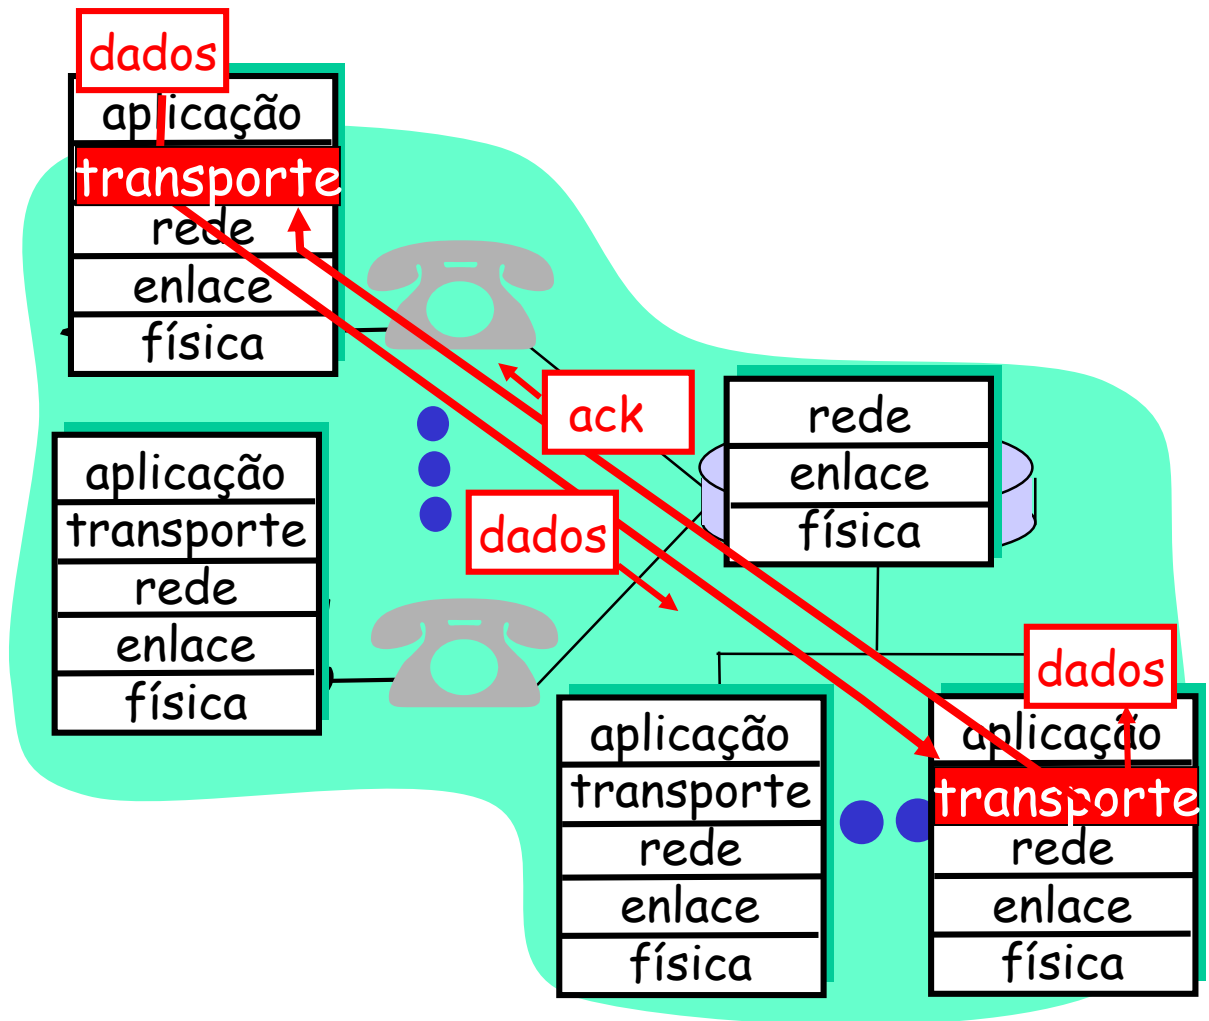 dados
aplicação
transporte
rede
enlace
física
ack
dados
aplicação
transporte
rede
enlace
física
rede
enlace
física
aplicação
transporte
rede
enlace
física
dados
aplicação
transporte
rede
enlace
física